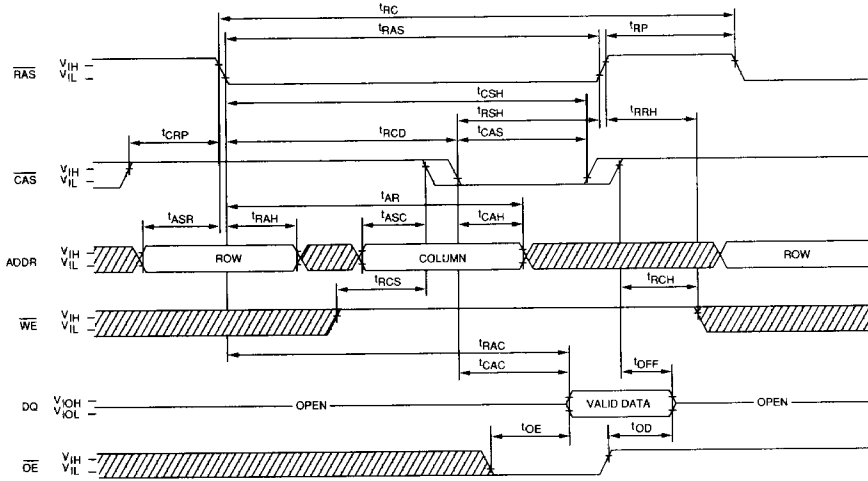 tRC
tRAS
tRP
RAS
VIH
VIL
tCSH
tRSH
tRRH
tCRP
tRCD
tCAS
CAS
VIH
VIL
tAR
tASR
tRAH
tASC
tCAH
ADDR
VIH
VIL
ROW
COLUMN
ROW
tRCS
tRCH
WE
VIH
VIL
tRAC
tCAC
tOFF
DQ
VIOH
VIOL
OPEN
VALID DATA
OPEN
tOE
tOD
OE
VIH
VIL